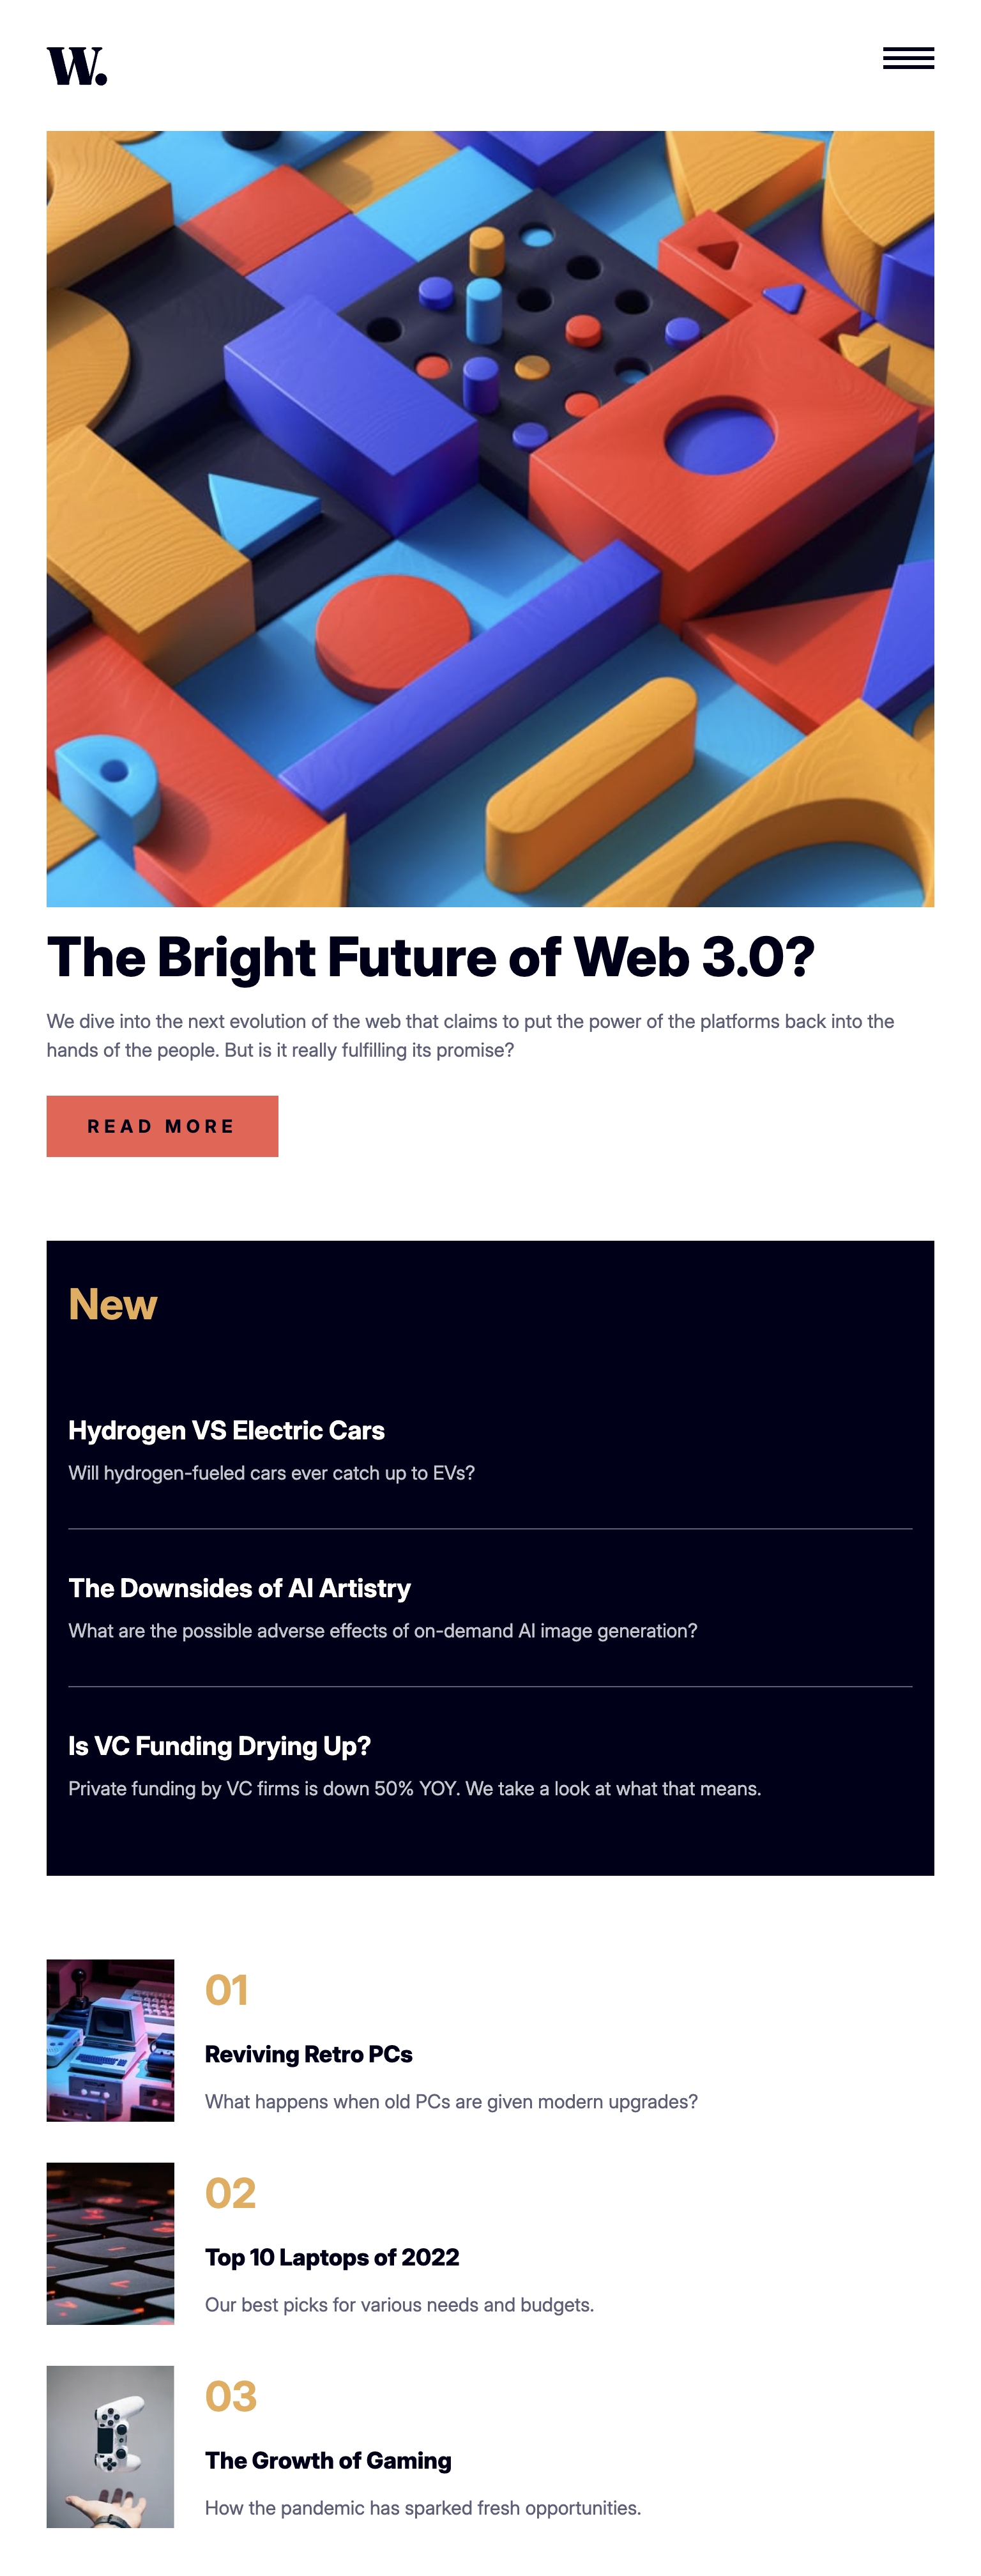 W.
The Bright Future of Web 3.0?
We dive into the next evolution of the web that claims to put the power of the platforms back into the
hands of the people. But is it really fulfilling its promise?
READ MORE
New
Hydrogen VS Electric Cars
Will hydrogen-fueled cars ever catch up to EVs?
The Downsides of AI Artistry
What are the possible adverse effects of on-demand AI image generation?
Is VC Funding Drying Up?
Private funding by VC firms is down 50% YOY. We take a look at what that means.
01
Reviving Retro PCs
What happens when old PCs are given modern upgrades?
02
Top 10 Laptops of 2022
Our best picks for various needs and budgets.
03
The Growth of Gaming
How the pandemic has sparked fresh opportunities.